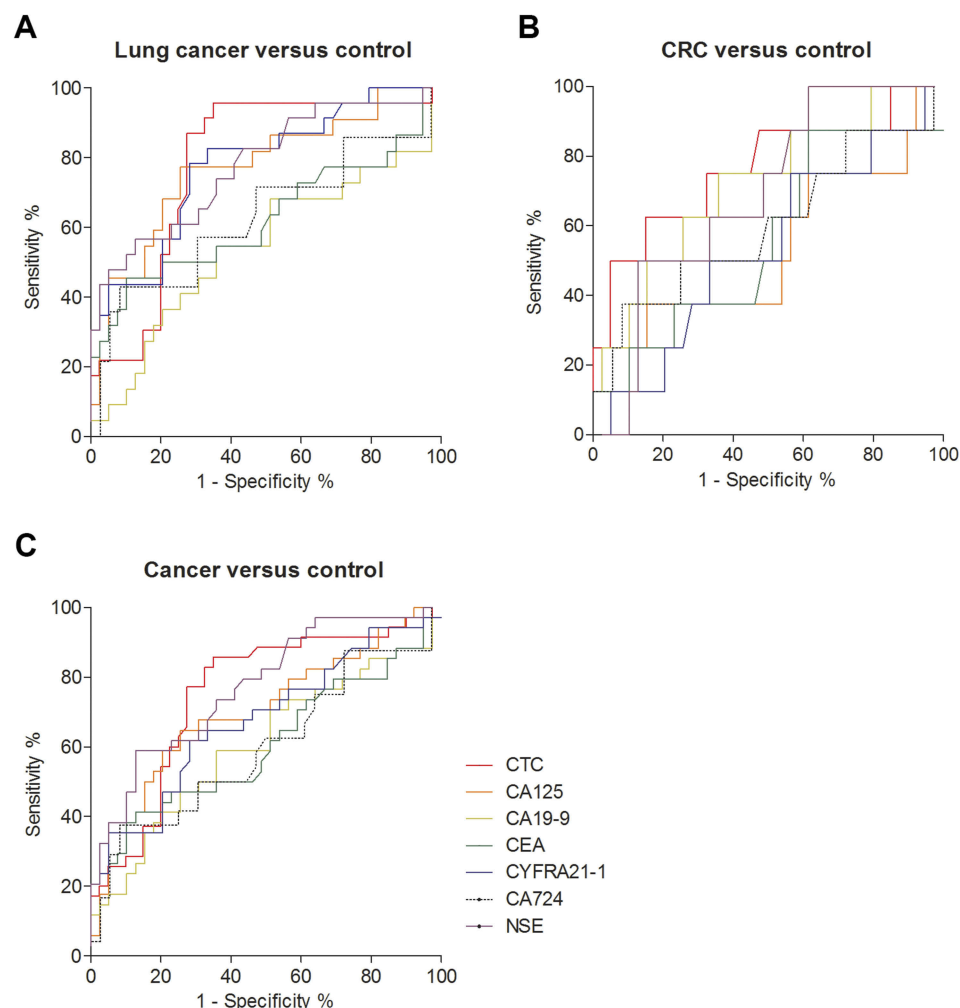 A
Lung cancer versus control
Sensitivity %
100
80
60
40
20
0
0 20 40 60 80 100
1 - Specificity %
B
CRC versus control
Sensitivity %
100
80
60
40
20
0
0 20 40 60 80 100
1 - Specificity %
C
Cancer versus control
Sensitivity %
100
80
60
40
20
0
0 20 40 60 80 100
1 - Specificity %
CTC
CA125
CA19-9
CEA
CYFRA21-1
CA724
NSE